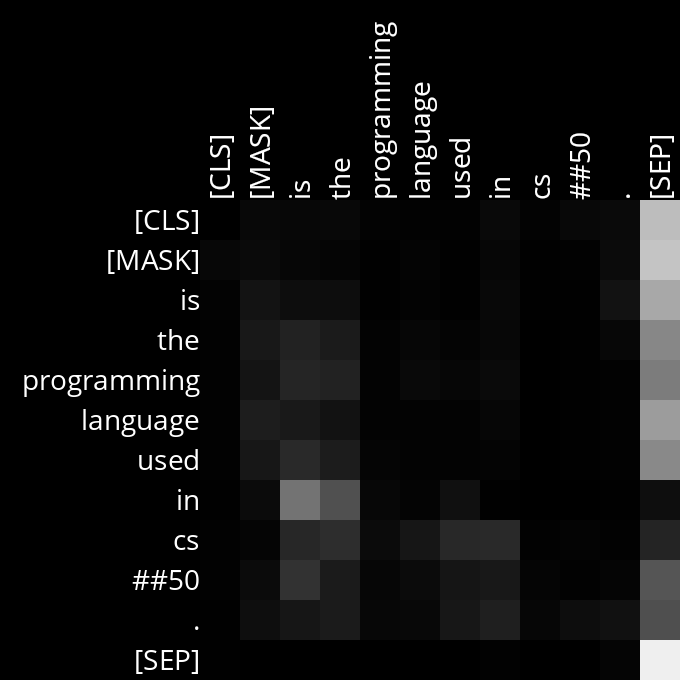 [CLS]
[MASK]
is
the
programming
language
used
in
cs
##50
.
[SEP]
[CLS]
[MASK]
is
the
programming
language
used
in
cs
##50
.
[SEP]